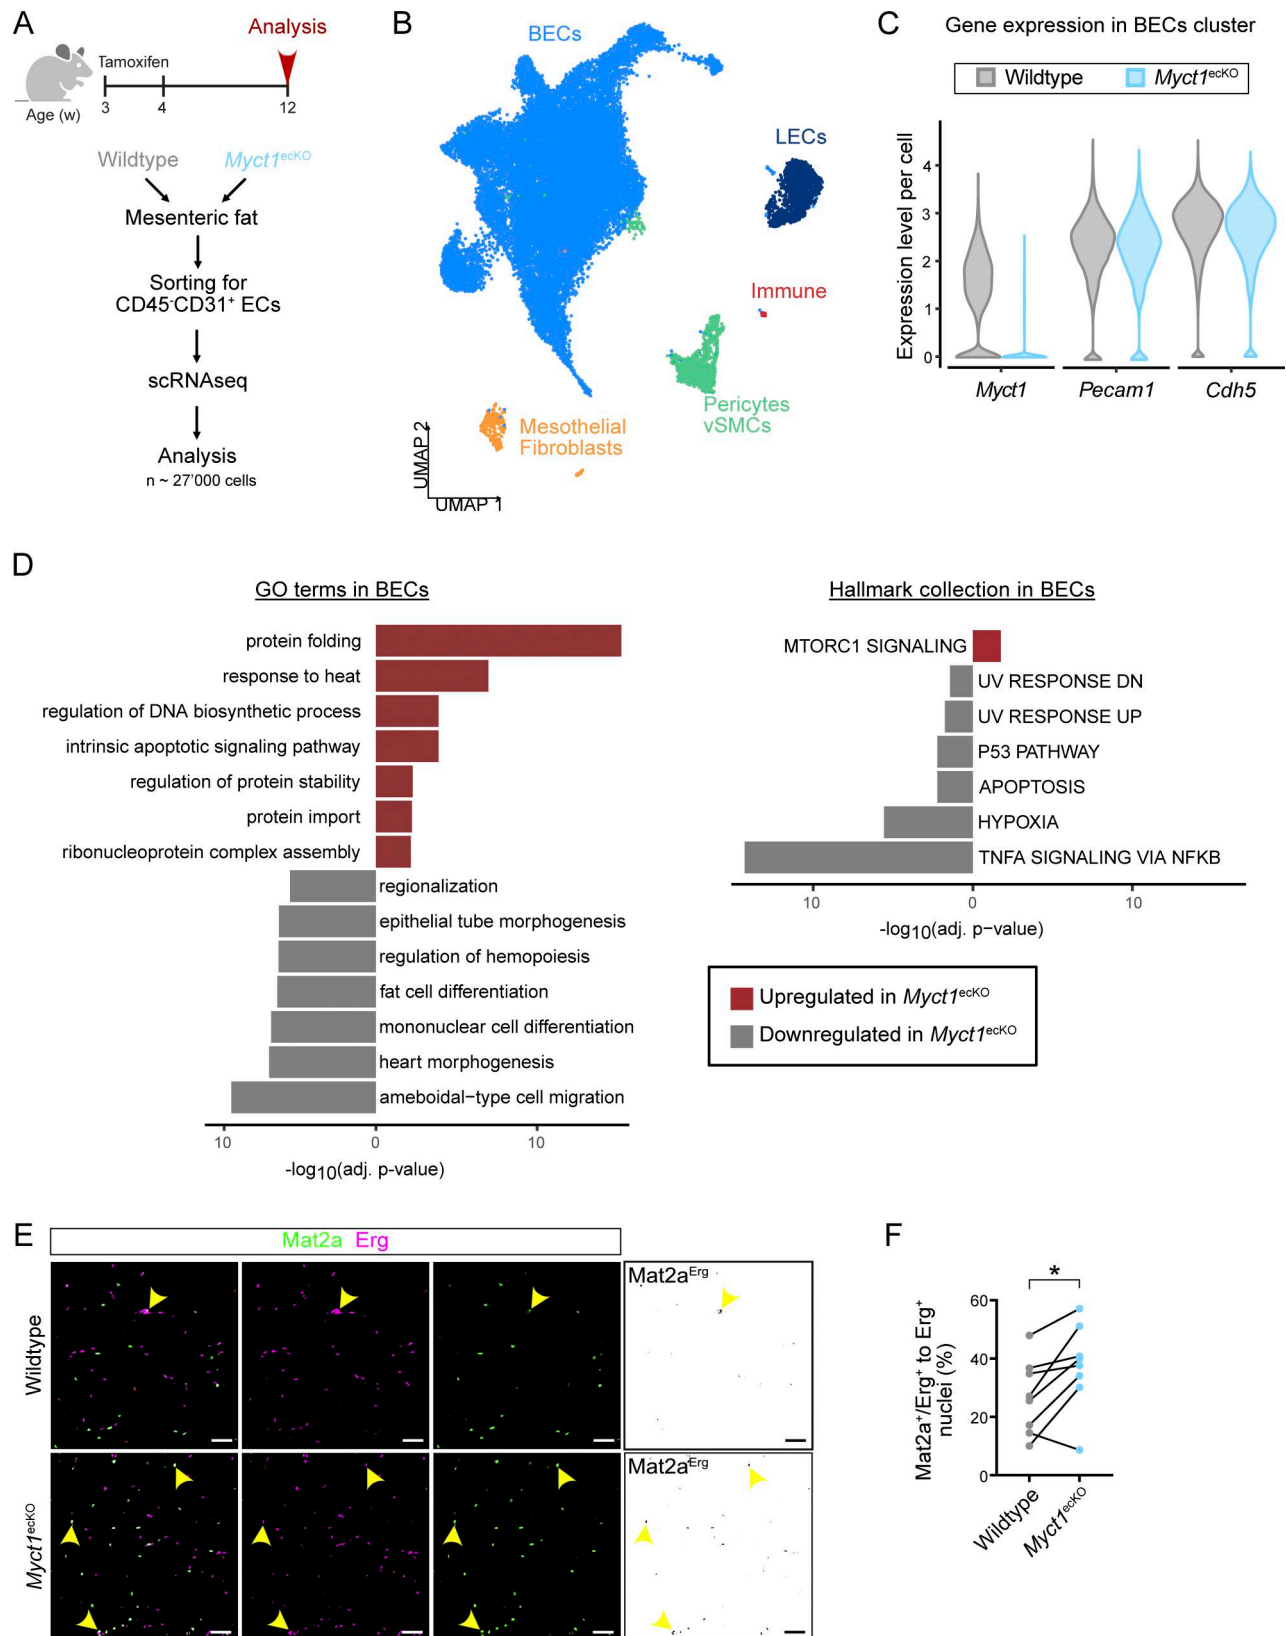 A
Analysis
Tamoxifen
3 4 12
Age (w)
Wildtype Myct1ecKO
Mesenteric fat
Sorting for
CD45-CD31+ ECs
scRNAseq
Analysis
n ~ 27'000 cells
B
BECs
LECs
Immune
Pericytes
vSMCs
Mesothelial
Fibroblasts
UMAP 2
UMAP 1
C
Gene expression in BECs cluster
Wildtype Myct1ecKO
Expression level per cell
4
3
2
1
0
Myct1 Pecam1 Cdh5
D
GO terms in BECs
protein folding
response to heat
regulation of DNA biosynthetic process
intrinsic apoptotic signaling pathway
regulation of protein stability
protein import
ribonucleoprotein complex assembly
regionalization
epithelial tube morphogenesis
regulation of hemopoiesis
fat cell differentiation
mononuclear cell differentiation
heart morphogenesis
ameboidal−type cell migration
10 0 10
-log10(adj. p-value)
Hallmark collection in BECs
MTORC1 SIGNALING
UV RESPONSE DN
UV RESPONSE UP
P53 PATHWAY
APOPTOSIS
HYPOXIA
TNFA SIGNALING VIA NFKB
10 0 10
-log10(adj. p−value)
Upregulated in Myct1ecKO
Downregulated in Myct1ecKO
E
Mat2a Erg
Wildtype
Mat2aErg
Myct1ecKO
Mat2aErg
F
Mat2a+/Erg+ to Erg+
nuclei (%)
60
40
20
0
*
Wildtype
Myct1ecKO